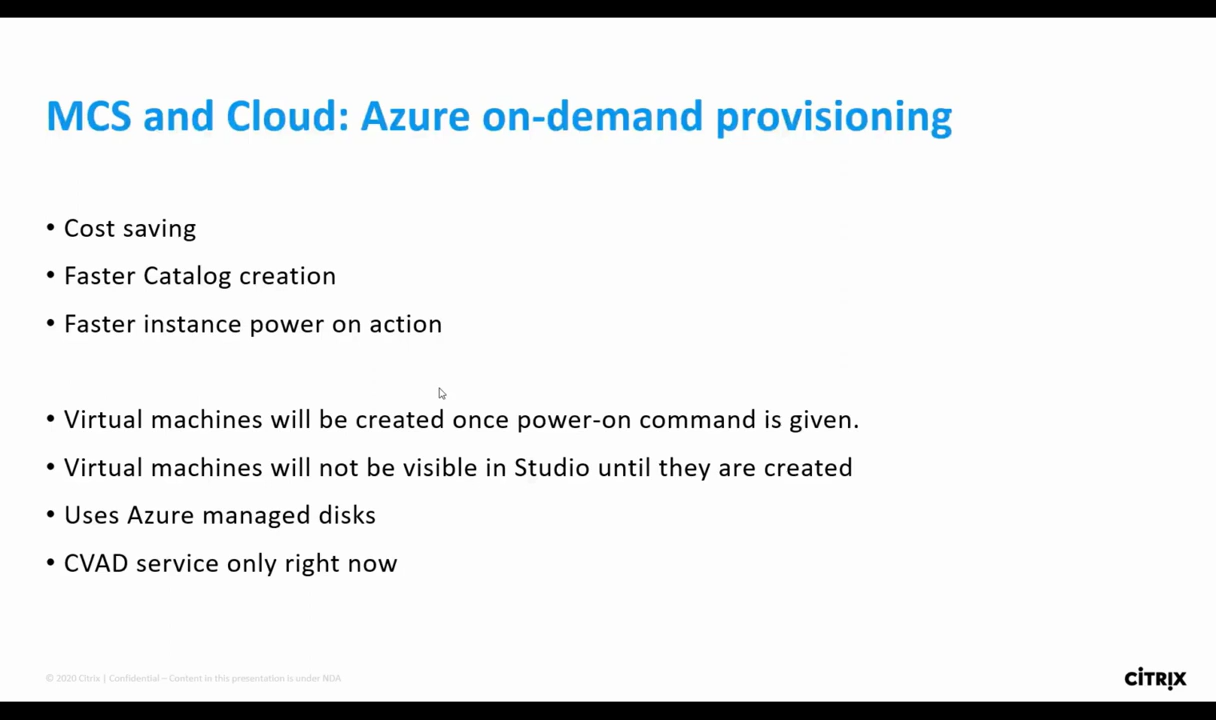 MCS and Cloud: Azure on-demand provisioning
• Cost saving
• Faster Catalog creation
• Faster instance power on action
• Virtual machines will be created once power-on command is given.
• Virtual machines will not be visible in Studio until they are created
• Uses Azure managed disks
• CVAD service only right now
© 2020 Citrix | Confidential – Content in this presentation is under NDA
CITRIX